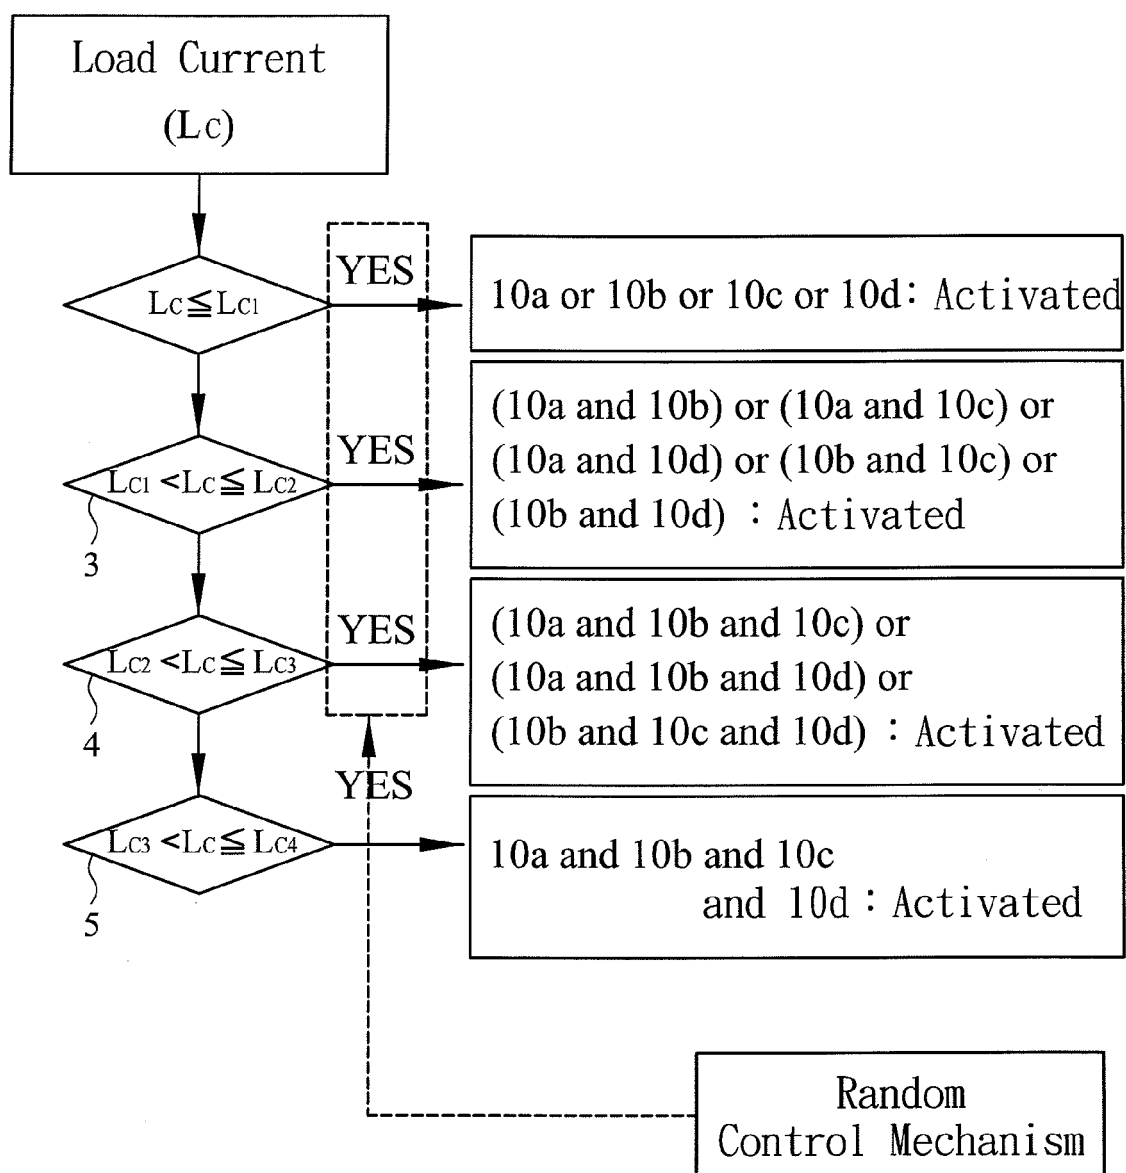 Load Current
(Lc)
YES
Lc≦Lc1
10a or 10b or 10c or 10d: Activated
YES
Lc1 <Lc≦ Lc2
3
(10a and 10b) or (10a and 10c) or
(10a and 10d) or (10b and 10c) or
(10b and 10d) : Activated
YES
Lc2 <Lc≦ Lc3
4
(10a and 10b and 10c) or
(10a and 10b and 10d) or
(10b and 10c and 10d) : Activated
YES
Lc3 <Lc≦ Lc4
5
10a and 10b and 10c
and 10d : Activated
Random
Control Mechanism